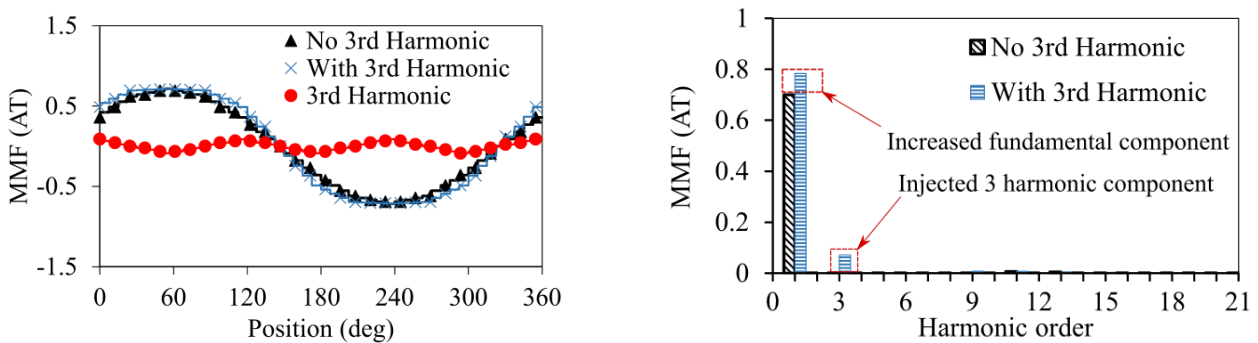 1.5
0.5
-0.5
-1.5
MMF (AT)
No 3rd Harmonic
With 3rd Harmonic
3rd Harmonic
0 60 120 180 240 300 360
Position (deg)
1
0.8
0.6
0.4
0.2
0
MMF (AT)
No 3rd Harmonic
With 3rd Harmonic
Increased fundamental component
Injected 3 harmonic component
0 3 6 9 12 15 18 21
Harmonic order